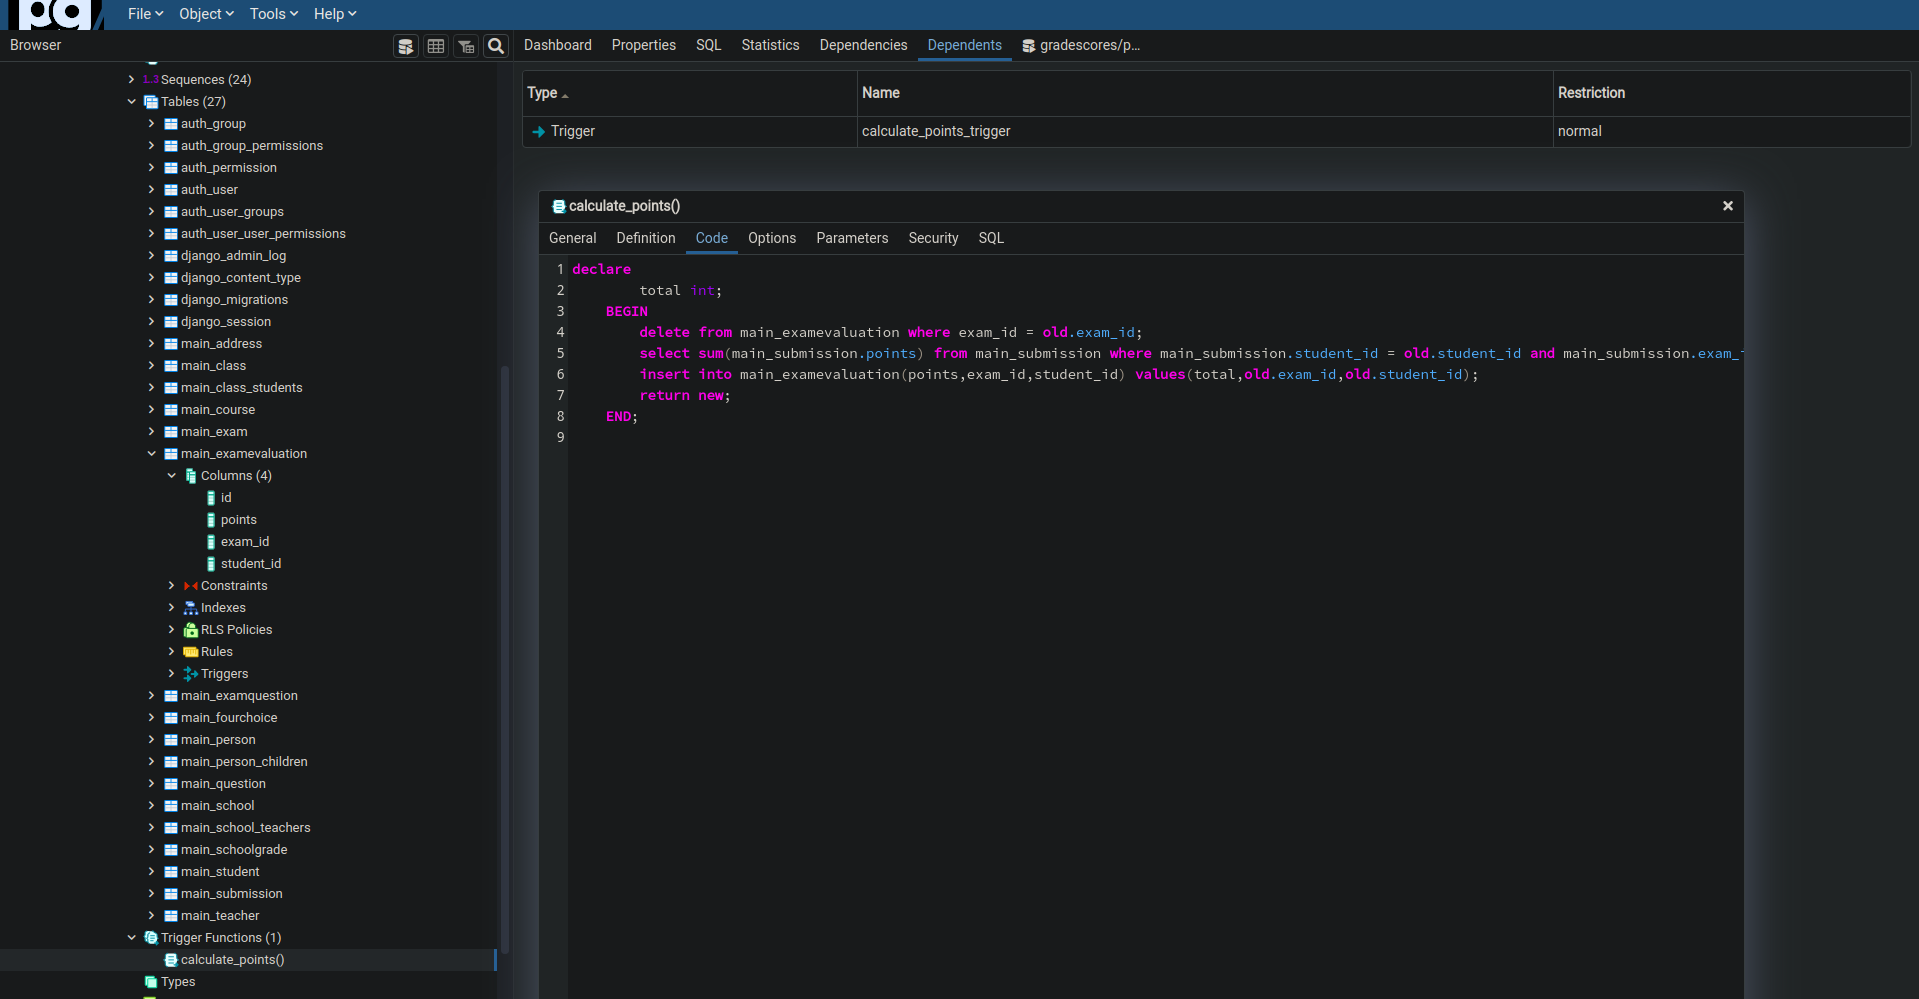 pg
File Object Tools Help
Browser
Dashboard Properties SQL Statistics Dependencies Dependents gradescores/p...
1..3 Sequences (24)
Tables (27)
auth_group
auth_group_permissions
auth_permission
auth_user
auth_user_groups
auth_user_user_permissions
django_admin_log
django_content_type
django_migrations
django_session
main_address
main_class
main_class_students
main_course
main_exam
main_examevaluation
Columns (4)
id
points
exam_id
student_id
Constraints
Indexes
RLS Policies
Rules
Triggers
main_examquestion
main_fourchoice
main_person
main_person_children
main_question
main_school
main_school_teachers
main_schoolgrade
main_student
main_submission
main_teacher
Trigger Functions (1)
calculate_points()
Types
Type Name Restriction
Trigger calculate_points_trigger normal
calculate_points()
General Definition Code Options Parameters Security SQL
1 declare
2 total int;
3 BEGIN
4 delete from main_examevaluation where exam_id = old.exam_id;
5 select sum(main_submission.points) from main_submission where main_submission.student_id = old.student_id and main_submission.exam_
6 insert into main_examevaluation(points,exam_id,student_id) values(total,old.exam_id,old.student_id);
7 return new;
8 END;
9